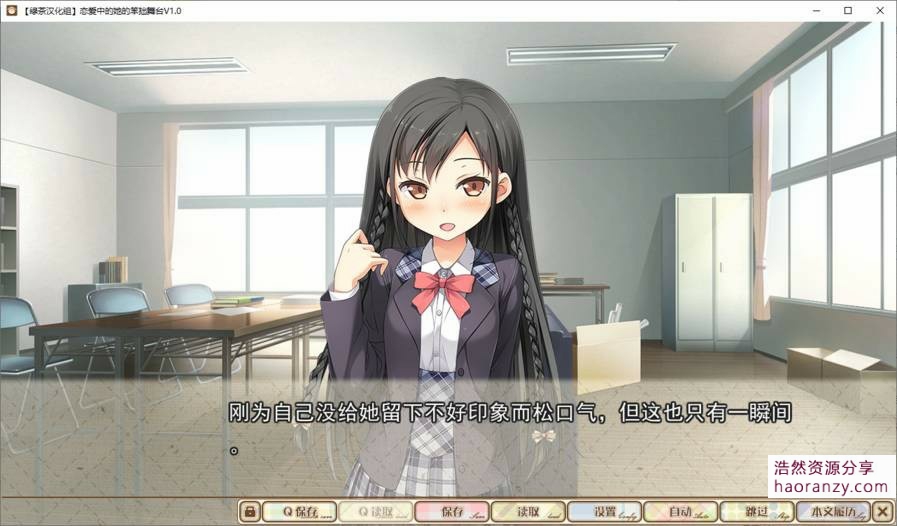 【绿茶汉化组】恋爱中的她的笨拙舞台V1.0
刚为自己没给她留下不好印象而松口气，但这也只有一瞬间
。
浩然资源分享
haoranzy.com
Q保存 Q读取 保存 读取 设置 自动 跳过 本文履历